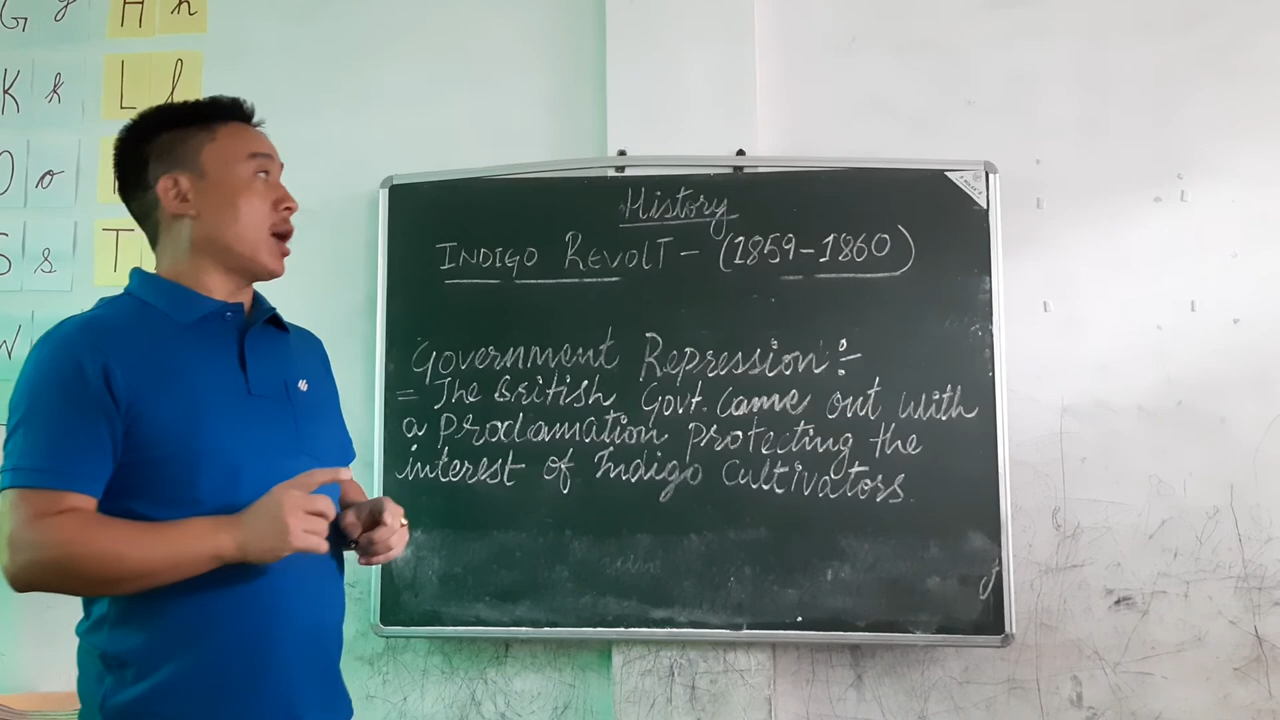 G g H h
K k L l
O o
S s T
W
History
INDIGO REVOLT - (1859-1860)
Government Repression :-
= The British Govt. came out with
a proclamation protecting the
interest of Indigo Cultivators.